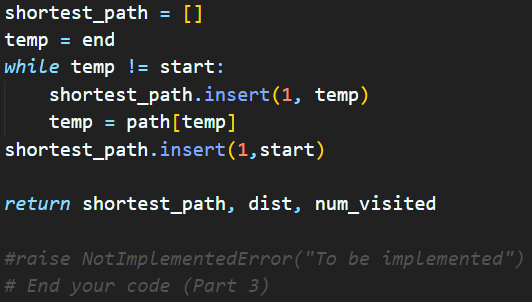 shortest_path = []
temp = end
while temp != start:
    shortest_path.insert(1, temp)
    temp = path[temp]
shortest_path.insert(1,start)
return shortest_path, dist, num_visited
#raise NotImplementedError("To be implemented")
# End your code (Part 3)